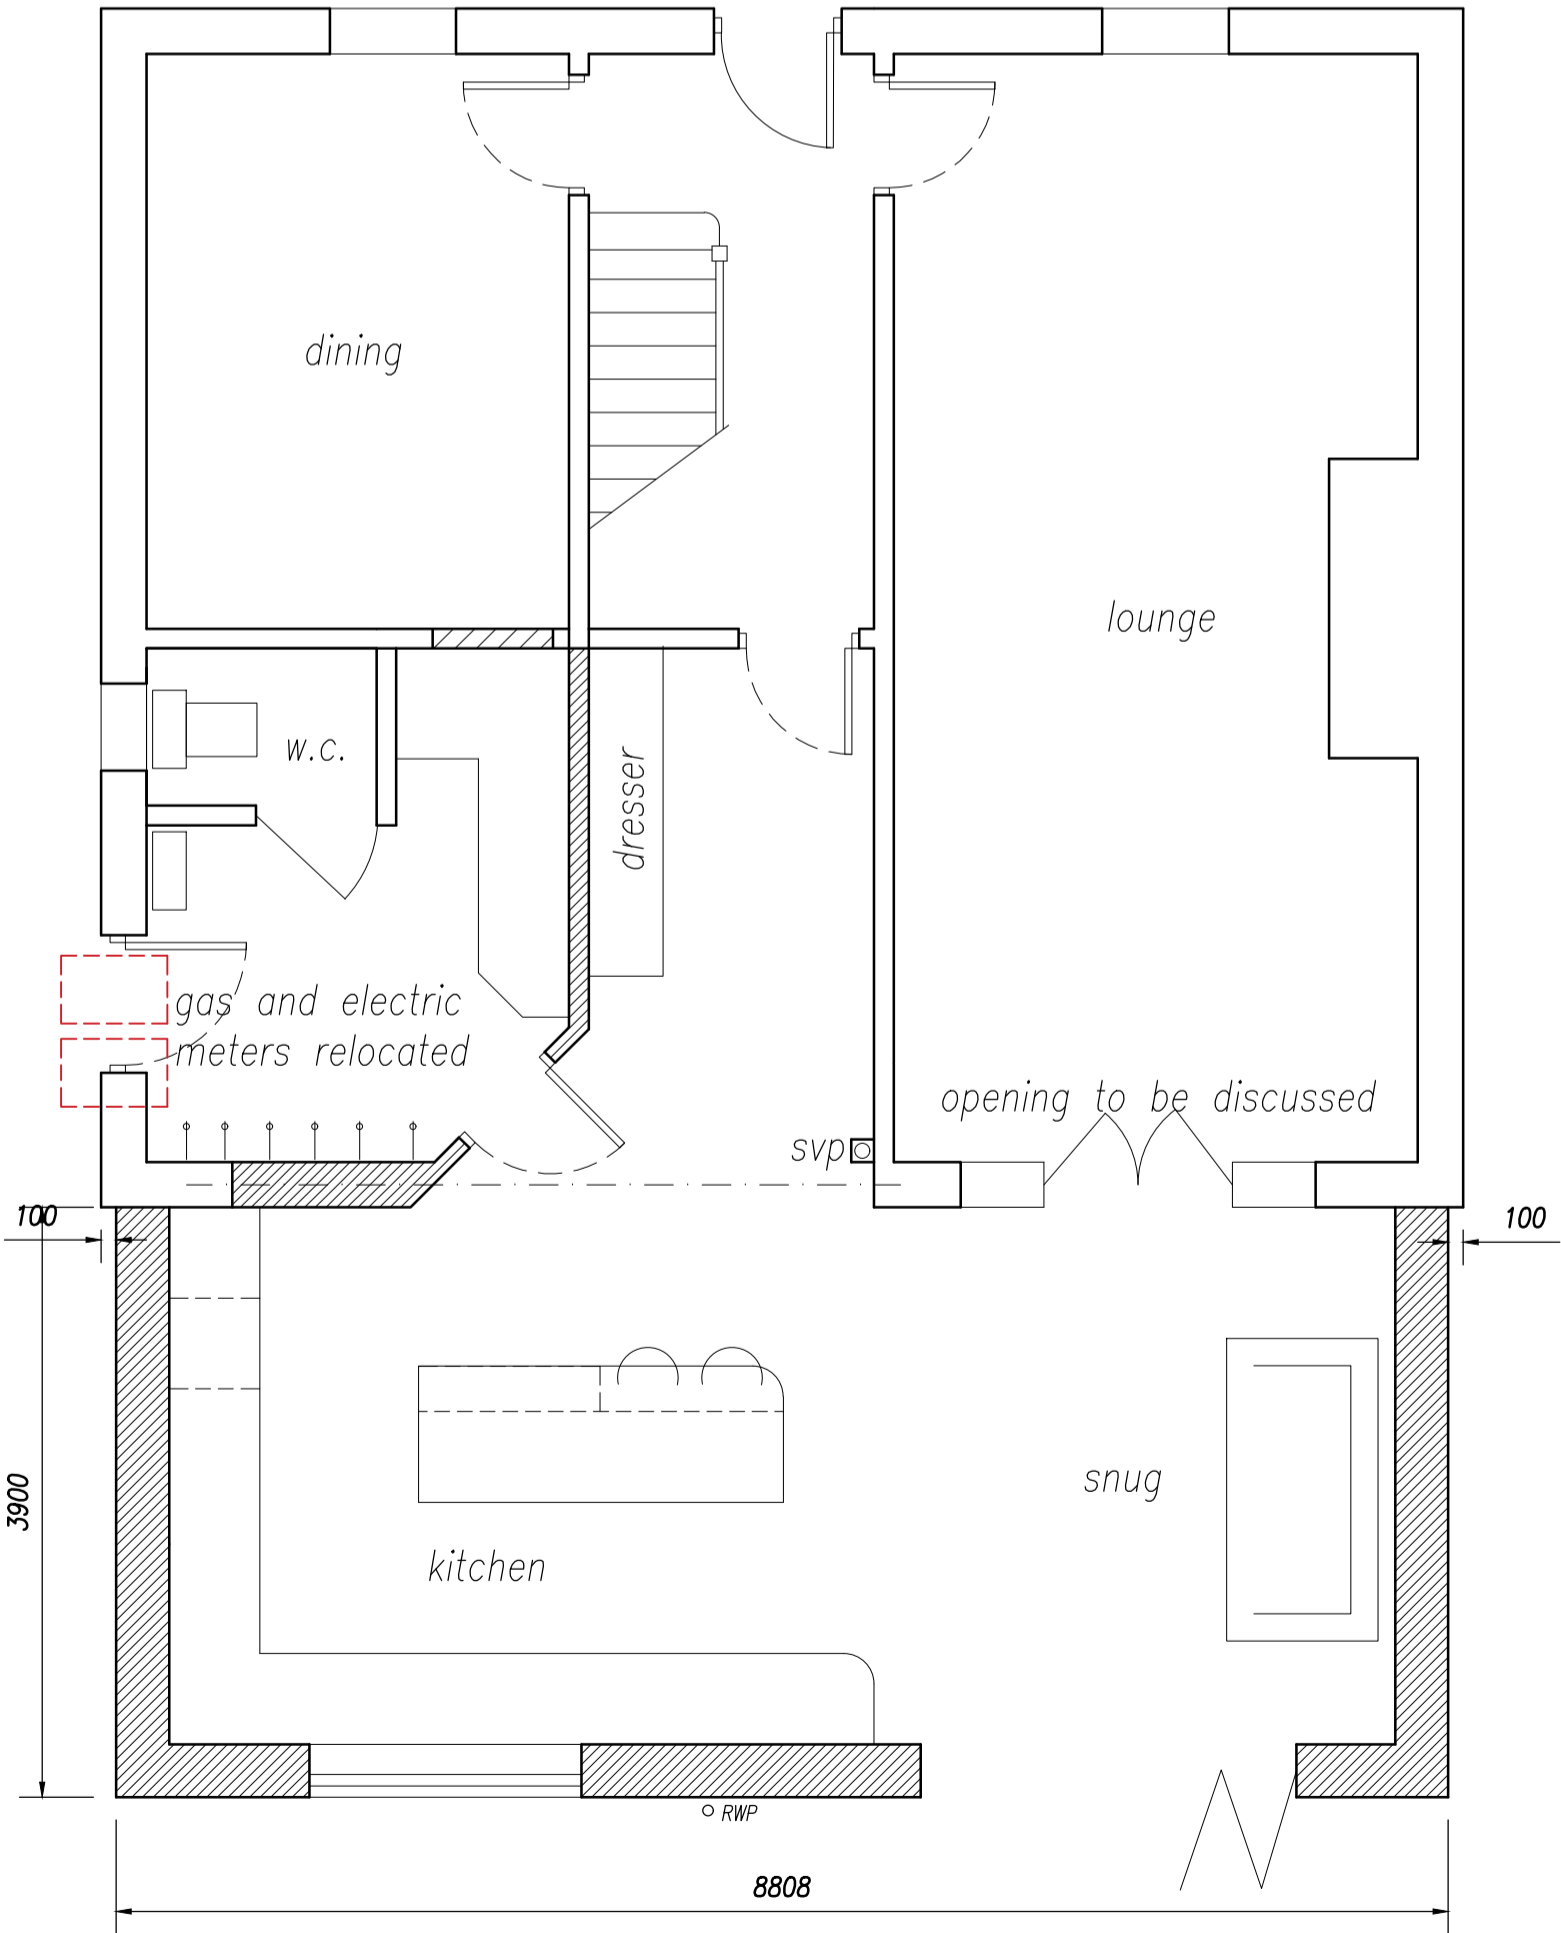 dining
lounge
w.c.
dresser
gas and electric
meters relocated
opening to be discussed
svp
100
100
3900
snug
kitchen
RWP
8808